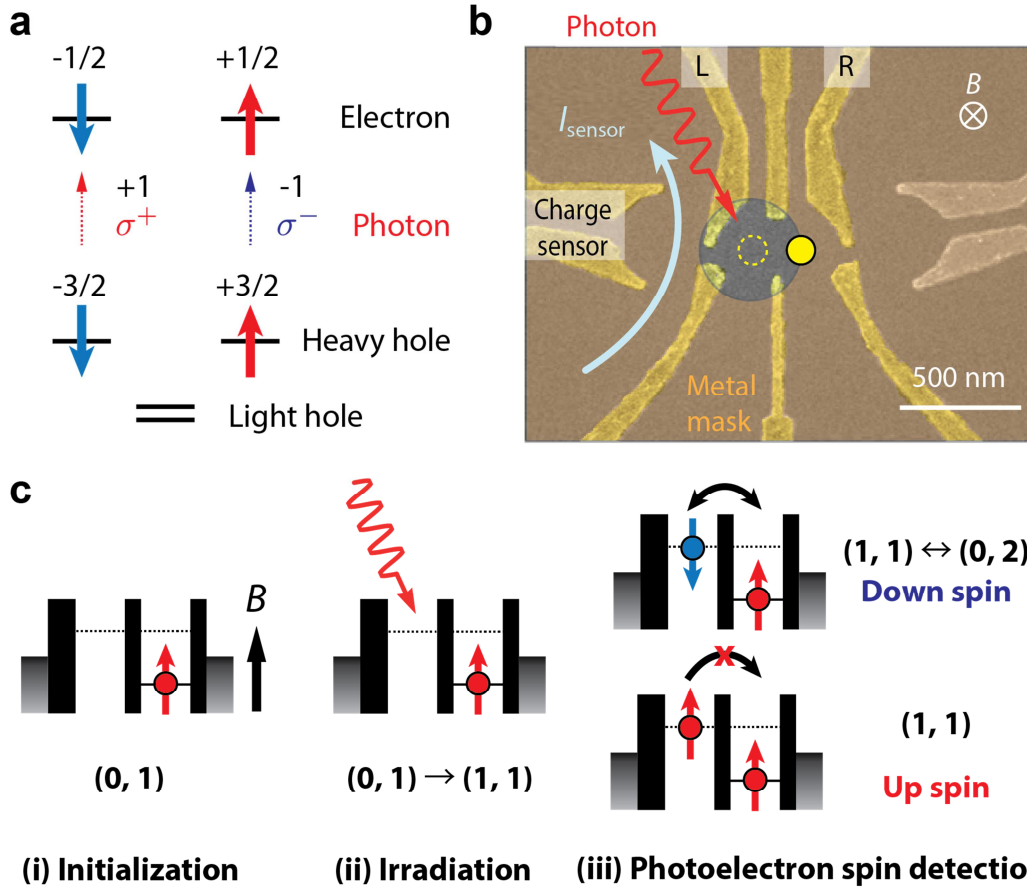 a
-1/2 +1/2
Electron
+1 -1
σ+ σ− Photon
-3/2 +3/2
Heavy hole
Light hole
b
Photon
L R
B
Isensor
Charge
sensor
500 nm
Metal
mask
c
B
(0, 1)
(0, 1) → (1, 1)
(1, 1) ↔ (0, 2)
Down spin
x
(1, 1)
Up spin
(i) Initialization (ii) Irradiation (iii) Photoelectron spin detectio